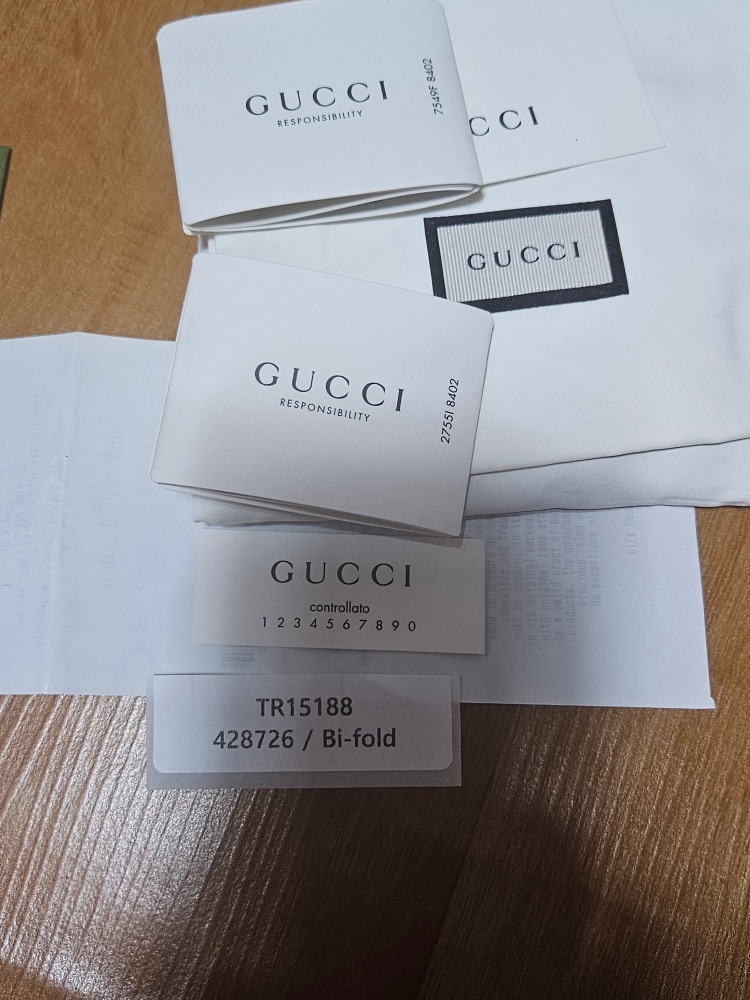 GUCCI
RESPONSIBILITY
7549F 8402
CCI
GUCCI
GUCCI
RESPONSIBILITY
27551 8402
GUCCI
controllato
1 2 3 4 5 6 7 8 9 0
TR15188
428726 / Bi-fold